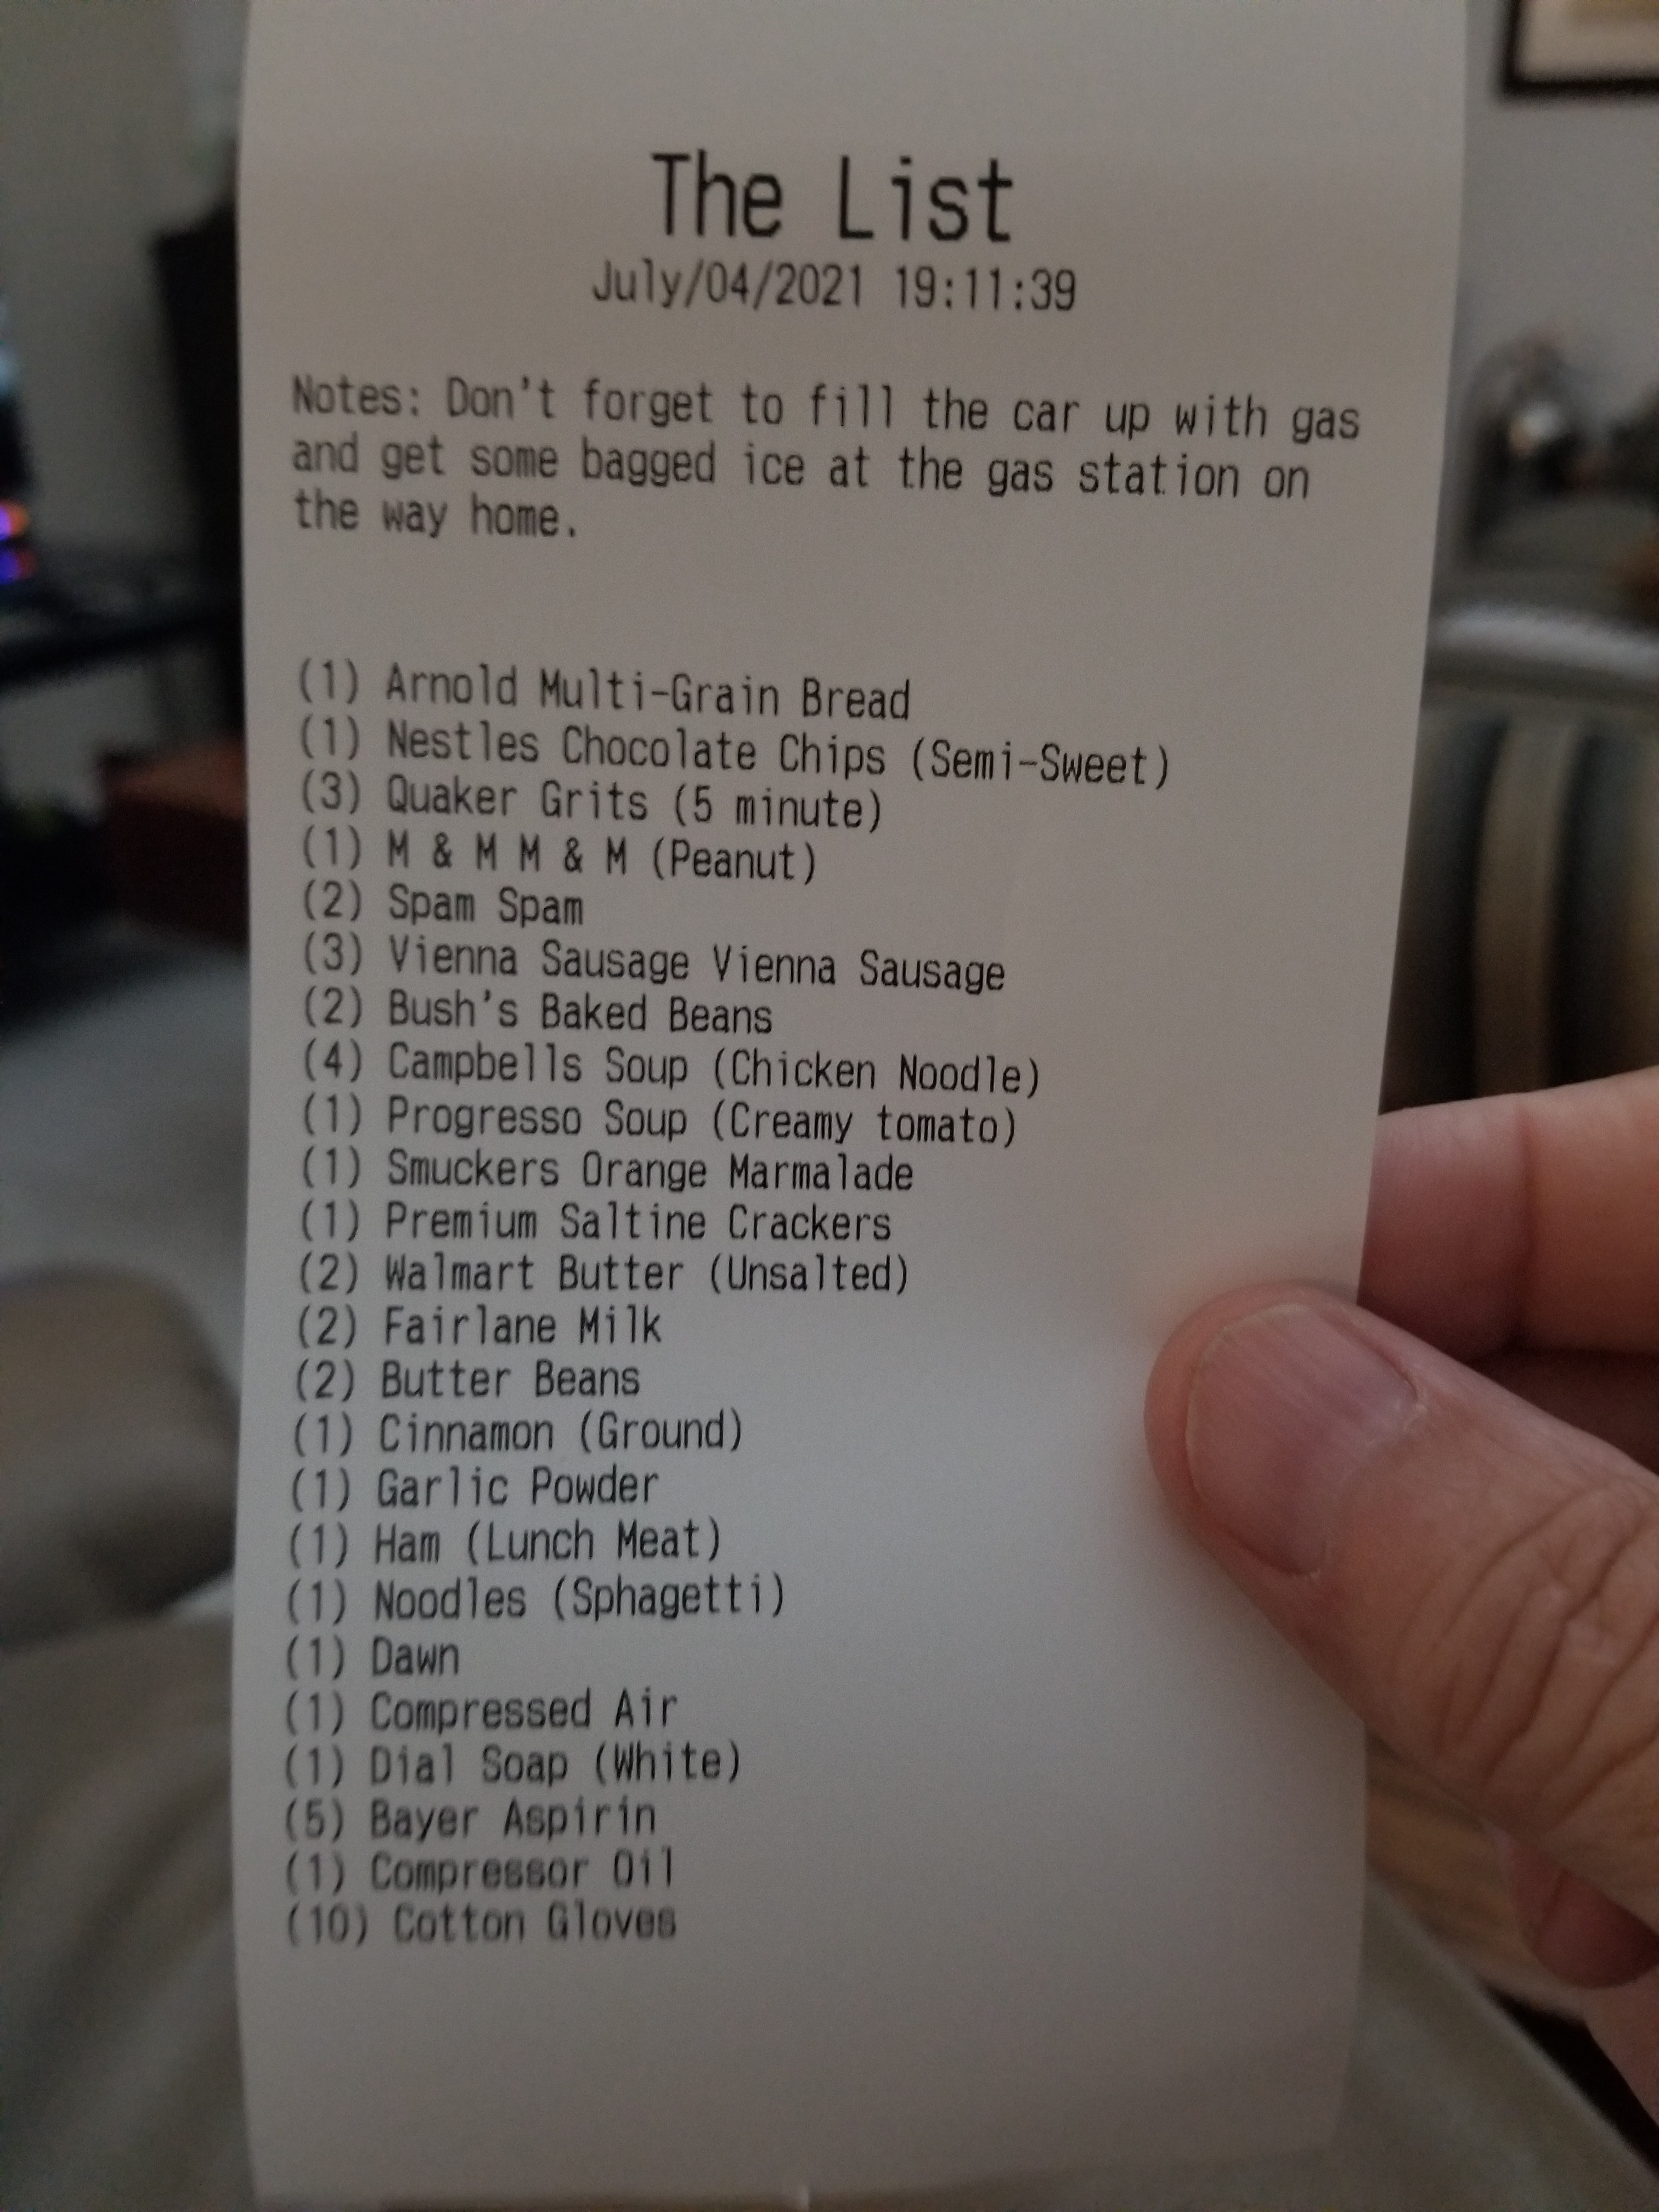 The List
July/04/2021 19:11:39
Notes: Don't forget to fill the car up with gas
and get some bagged ice at the gas station on
the way home.
(1) Arnold Multi-Grain Bread
(1) Nestles Chocolate Chips (Semi-Sweet)
(3) Quaker Grits (5 minute)
(1) M & M M & M (Peanut)
(2) Spam Spam
(3) Vienna Sausage Vienna Sausage
(2) Bush's Baked Beans
(4) Campbells Soup (Chicken Noodle)
(1) Progresso Soup (Creamy tomato)
(1) Smuckers Orange Marmalade
(1) Premium Saltine Crackers
(2) Walmart Butter (Unsalted)
(2) Fairlane Milk
(2) Butter Beans
(1) Cinnamon (Ground)
(1) Garlic Powder
(1) Ham (Lunch Meat)
(1) Noodles (Sphagetti)
(1) Dawn
(1) Compressed Air
(1) Dial Soap (White)
(5) Bayer Aspirin
(1) Compressor Oil
(10) Cotton Gloves